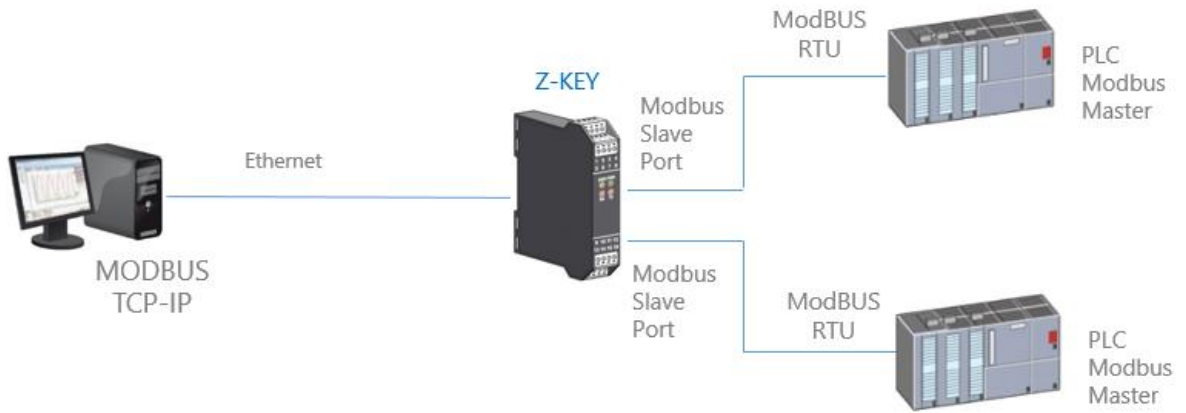 ModBUS
RTU
PLC
Modbus
Master
Z-KEY
Modbus
Slave
Port
Ethernet
MODBUS
TCP-IP
Modbus
Slave
Port
ModBUS
RTU
PLC
Modbus
Master